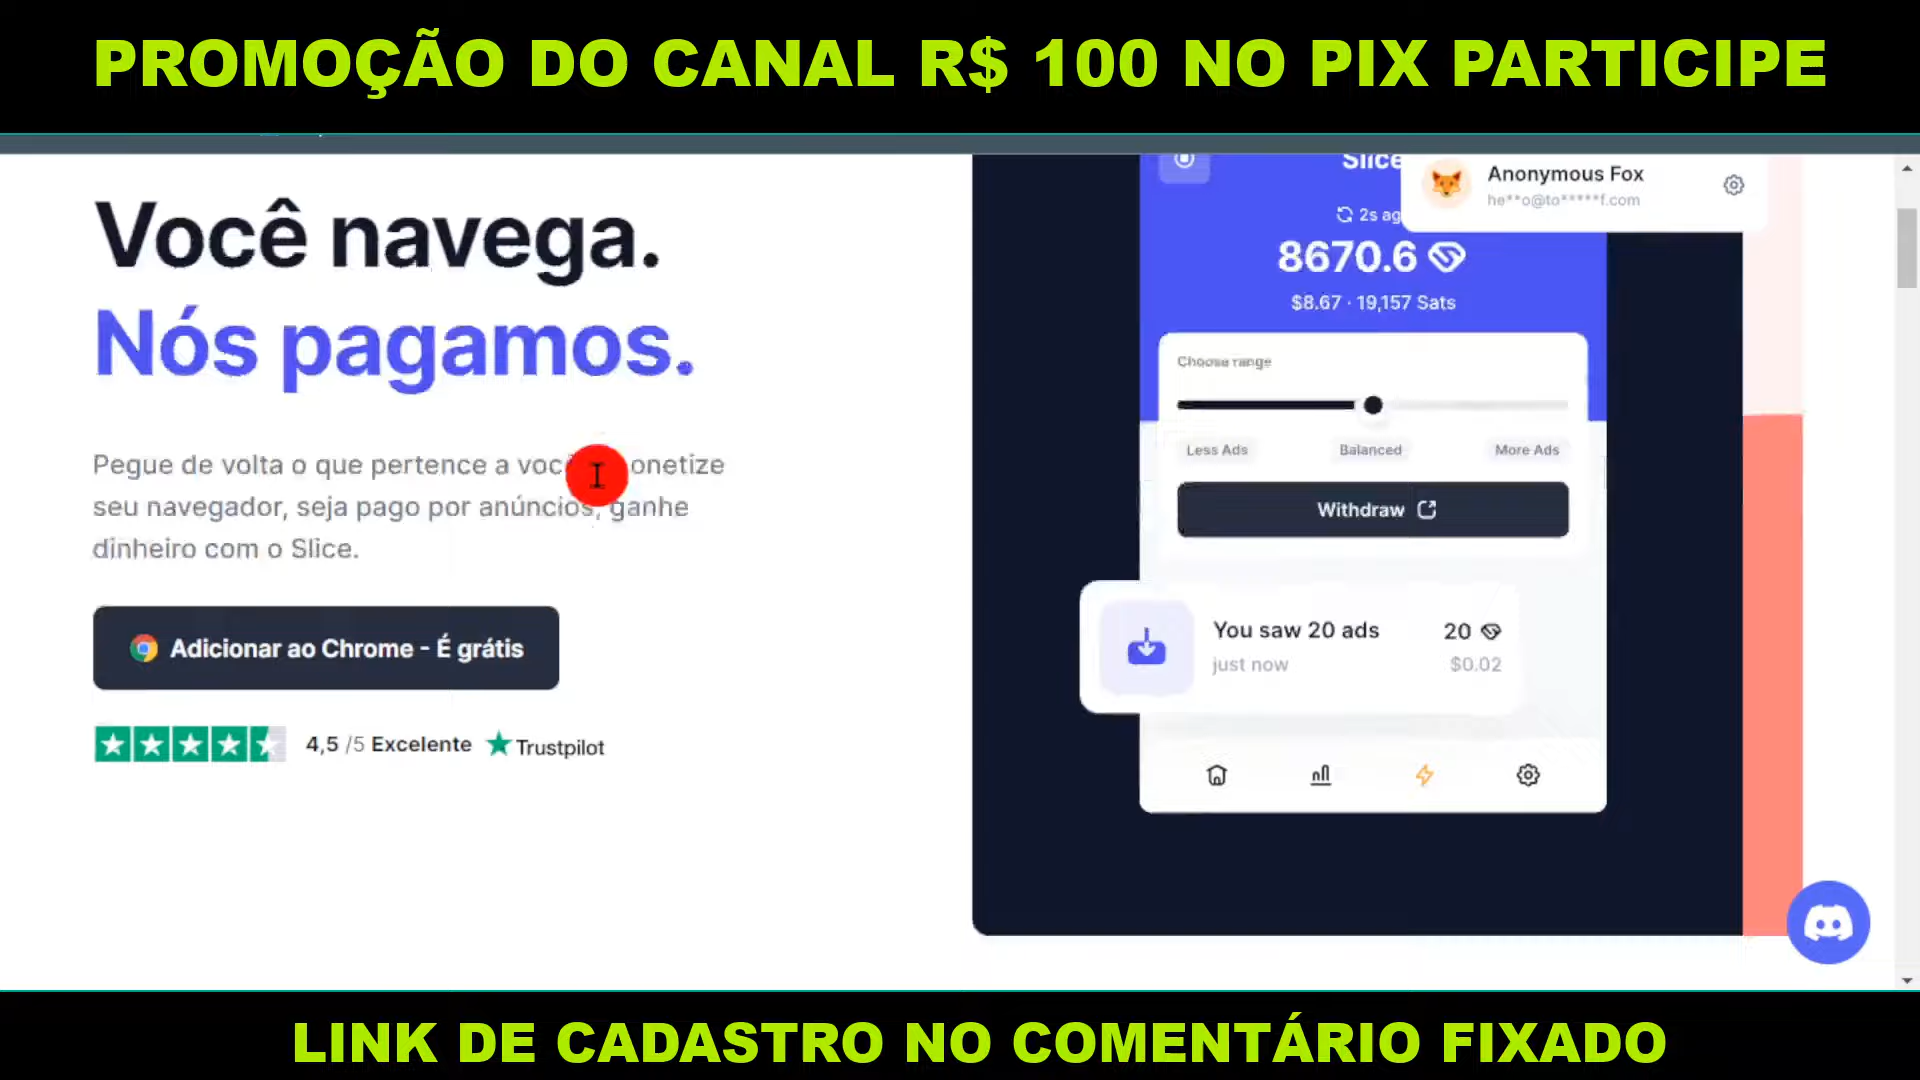 PROMOÇÃO DO CANAL R$ 100 NO PIX PARTICIPE
Você navega.
Nós pagamos.
Pegue de volta o que pertence a
seu navegador, seja pago por anúncios, ganhe
dinheiro com o Slice.
Adicionar ao Chrome - É grátis
4,5 /5 Excelente Trustpilot
Slice
Anonymous Fox
he**o@to*****f.com
2s ag
8670.6
$8.67 · 19,157 Sats
Choose range
Less Ads Balanced More Ads
Withdraw
You saw 20 ads 20
just now $0.02
LINK DE CADASTRO NO COMENTÁRIO FIXADO